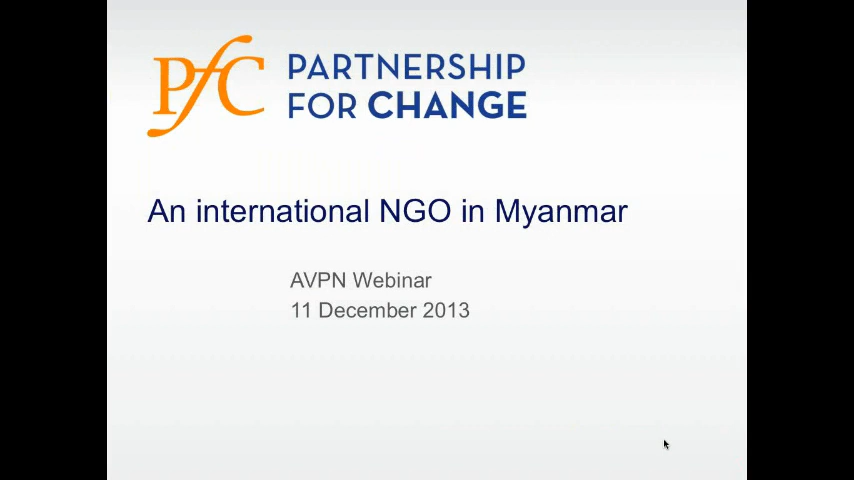 PfC
PARTNERSHIP
FOR CHANGE
An international NGO in Myanmar
AVPN Webinar
11 December 2013